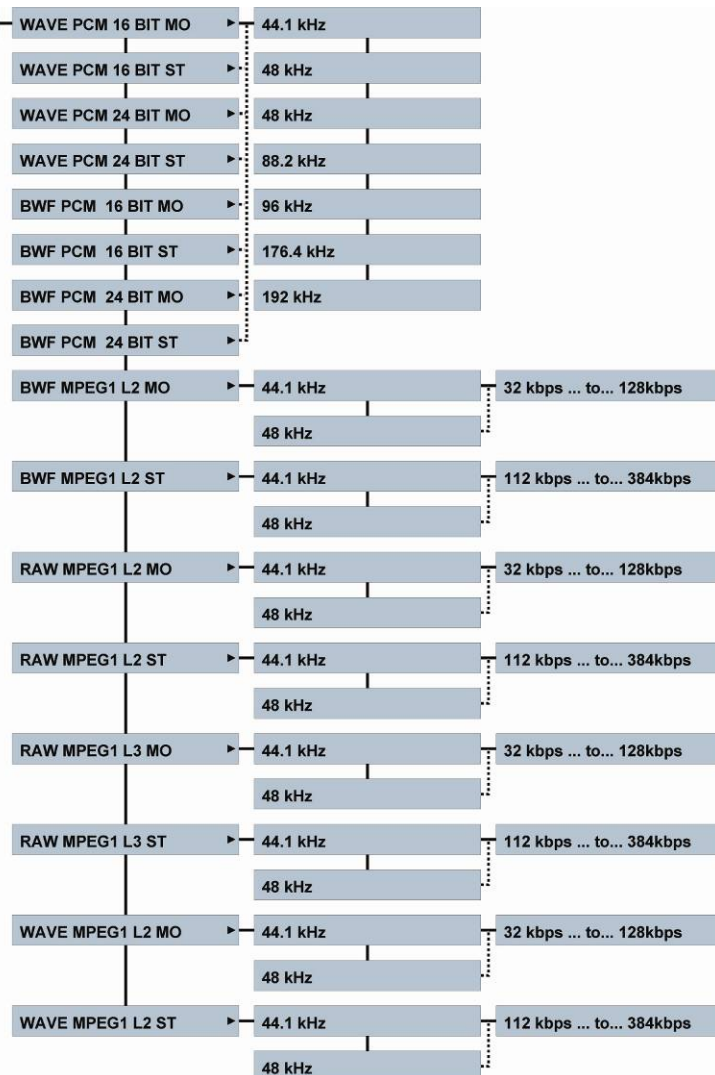 WAVE PCM 16 BIT MO ► 44.1 kHz
WAVE PCM 16 BIT ST ► 48 kHz
WAVE PCM 24 BIT MO ► 48 kHz
WAVE PCM 24 BIT ST ► 88.2 kHz
BWF PCM 16 BIT MO ► 96 kHz
BWF PCM 16 BIT ST ► 176.4 kHz
BWF PCM 24 BIT MO ► 192 kHz
BWF PCM 24 BIT ST ►
BWF MPEG1 L2 MO ► 44.1 kHz 32 kbps ... to... 128kbps
48 kHz
BWF MPEG1 L2 ST ► 44.1 kHz 112 kbps ... to... 384kbps
48 kHz
RAW MPEG1 L2 MO ► 44.1 kHz 32 kbps ... to... 128kbps
48 kHz
RAW MPEG1 L2 ST ► 44.1 kHz 112 kbps ... to... 384kbps
48 kHz
RAW MPEG1 L3 MO ► 44.1 kHz 32 kbps ... to... 128kbps
48 kHz
RAW MPEG1 L3 ST ► 44.1 kHz 112 kbps ... to... 384kbps
48 kHz
WAVE MPEG1 L2 MO ► 44.1 kHz 32 kbps ... to... 128kbps
48 kHz
WAVE MPEG1 L2 ST ► 44.1 kHz 112 kbps ... to... 384kbps
48 kHz